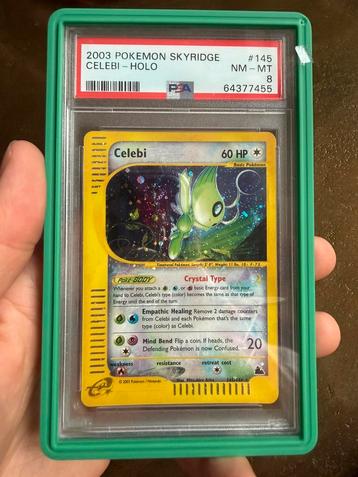 2003 POKEMON SKYRIDGE #145
CELEBI - HOLO NM - MT
PSA 8
64377455
Celebi 60 HP
Basic Pokémon
Crystal Type
Poké-BODY
Whenever you attach a or basic Energy card from your
hand to Celebi, Celebi's type (color) becomes the same as that type of
Energy until the end of the turn.
Empathic Healing Remove 2 damage counters
from Celebi and each Pokémon that's the same
type (color) as Celebi.
Mind Bend Flip a coin. If heads, the
Defending Pokémon is now Confused. 20
weakness resistance retreat cost
e